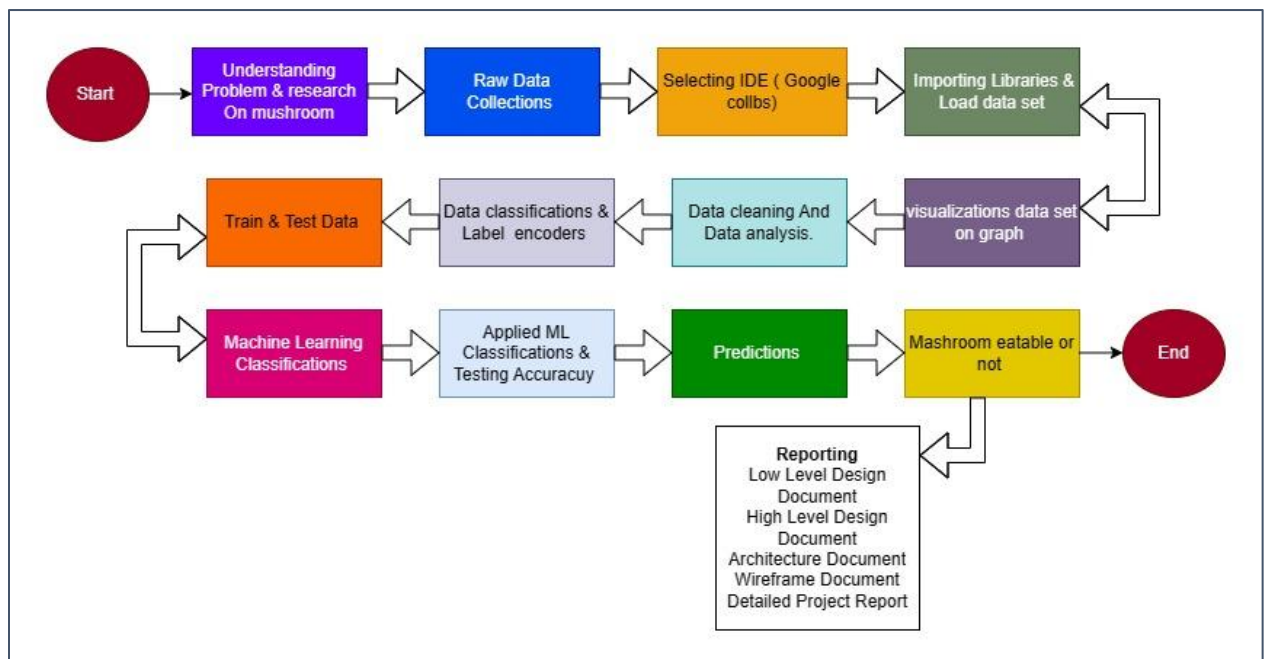 Start
Understanding
Problem & research
On mushroom
Raw Data
Collections
Selecting IDE ( Google
collbs)
Importing Libraries &
Load data set
Train & Test Data
Data classifications &
Label encoders
Data cleaning And
Data analysis.
visualizations data set
on graph
Machine Learning
Classifications
Applied ML
Classifications &
Testing Accuracuy
Predictions
Mashroom eatable or
not
End
Reporting
Low Level Design
Document
High Level Design
Document
Architecture Document
Wireframe Document
Detailed Project Report